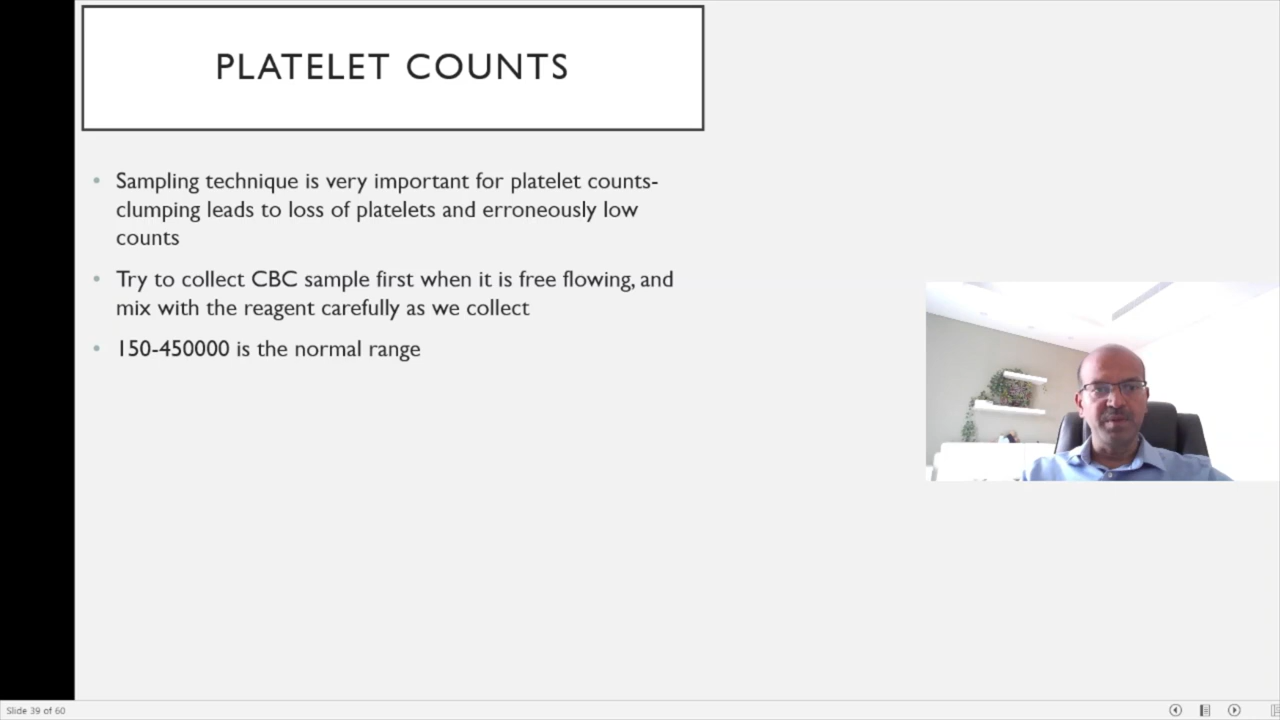 PLATELET COUNTS
• Sampling technique is very important for platelet counts-
clumping leads to loss of platelets and erroneously low
counts
• Try to collect CBC sample first when it is free flowing, and
mix with the reagent carefully as we collect
• 150-450000 is the normal range
Slide 39 of 60